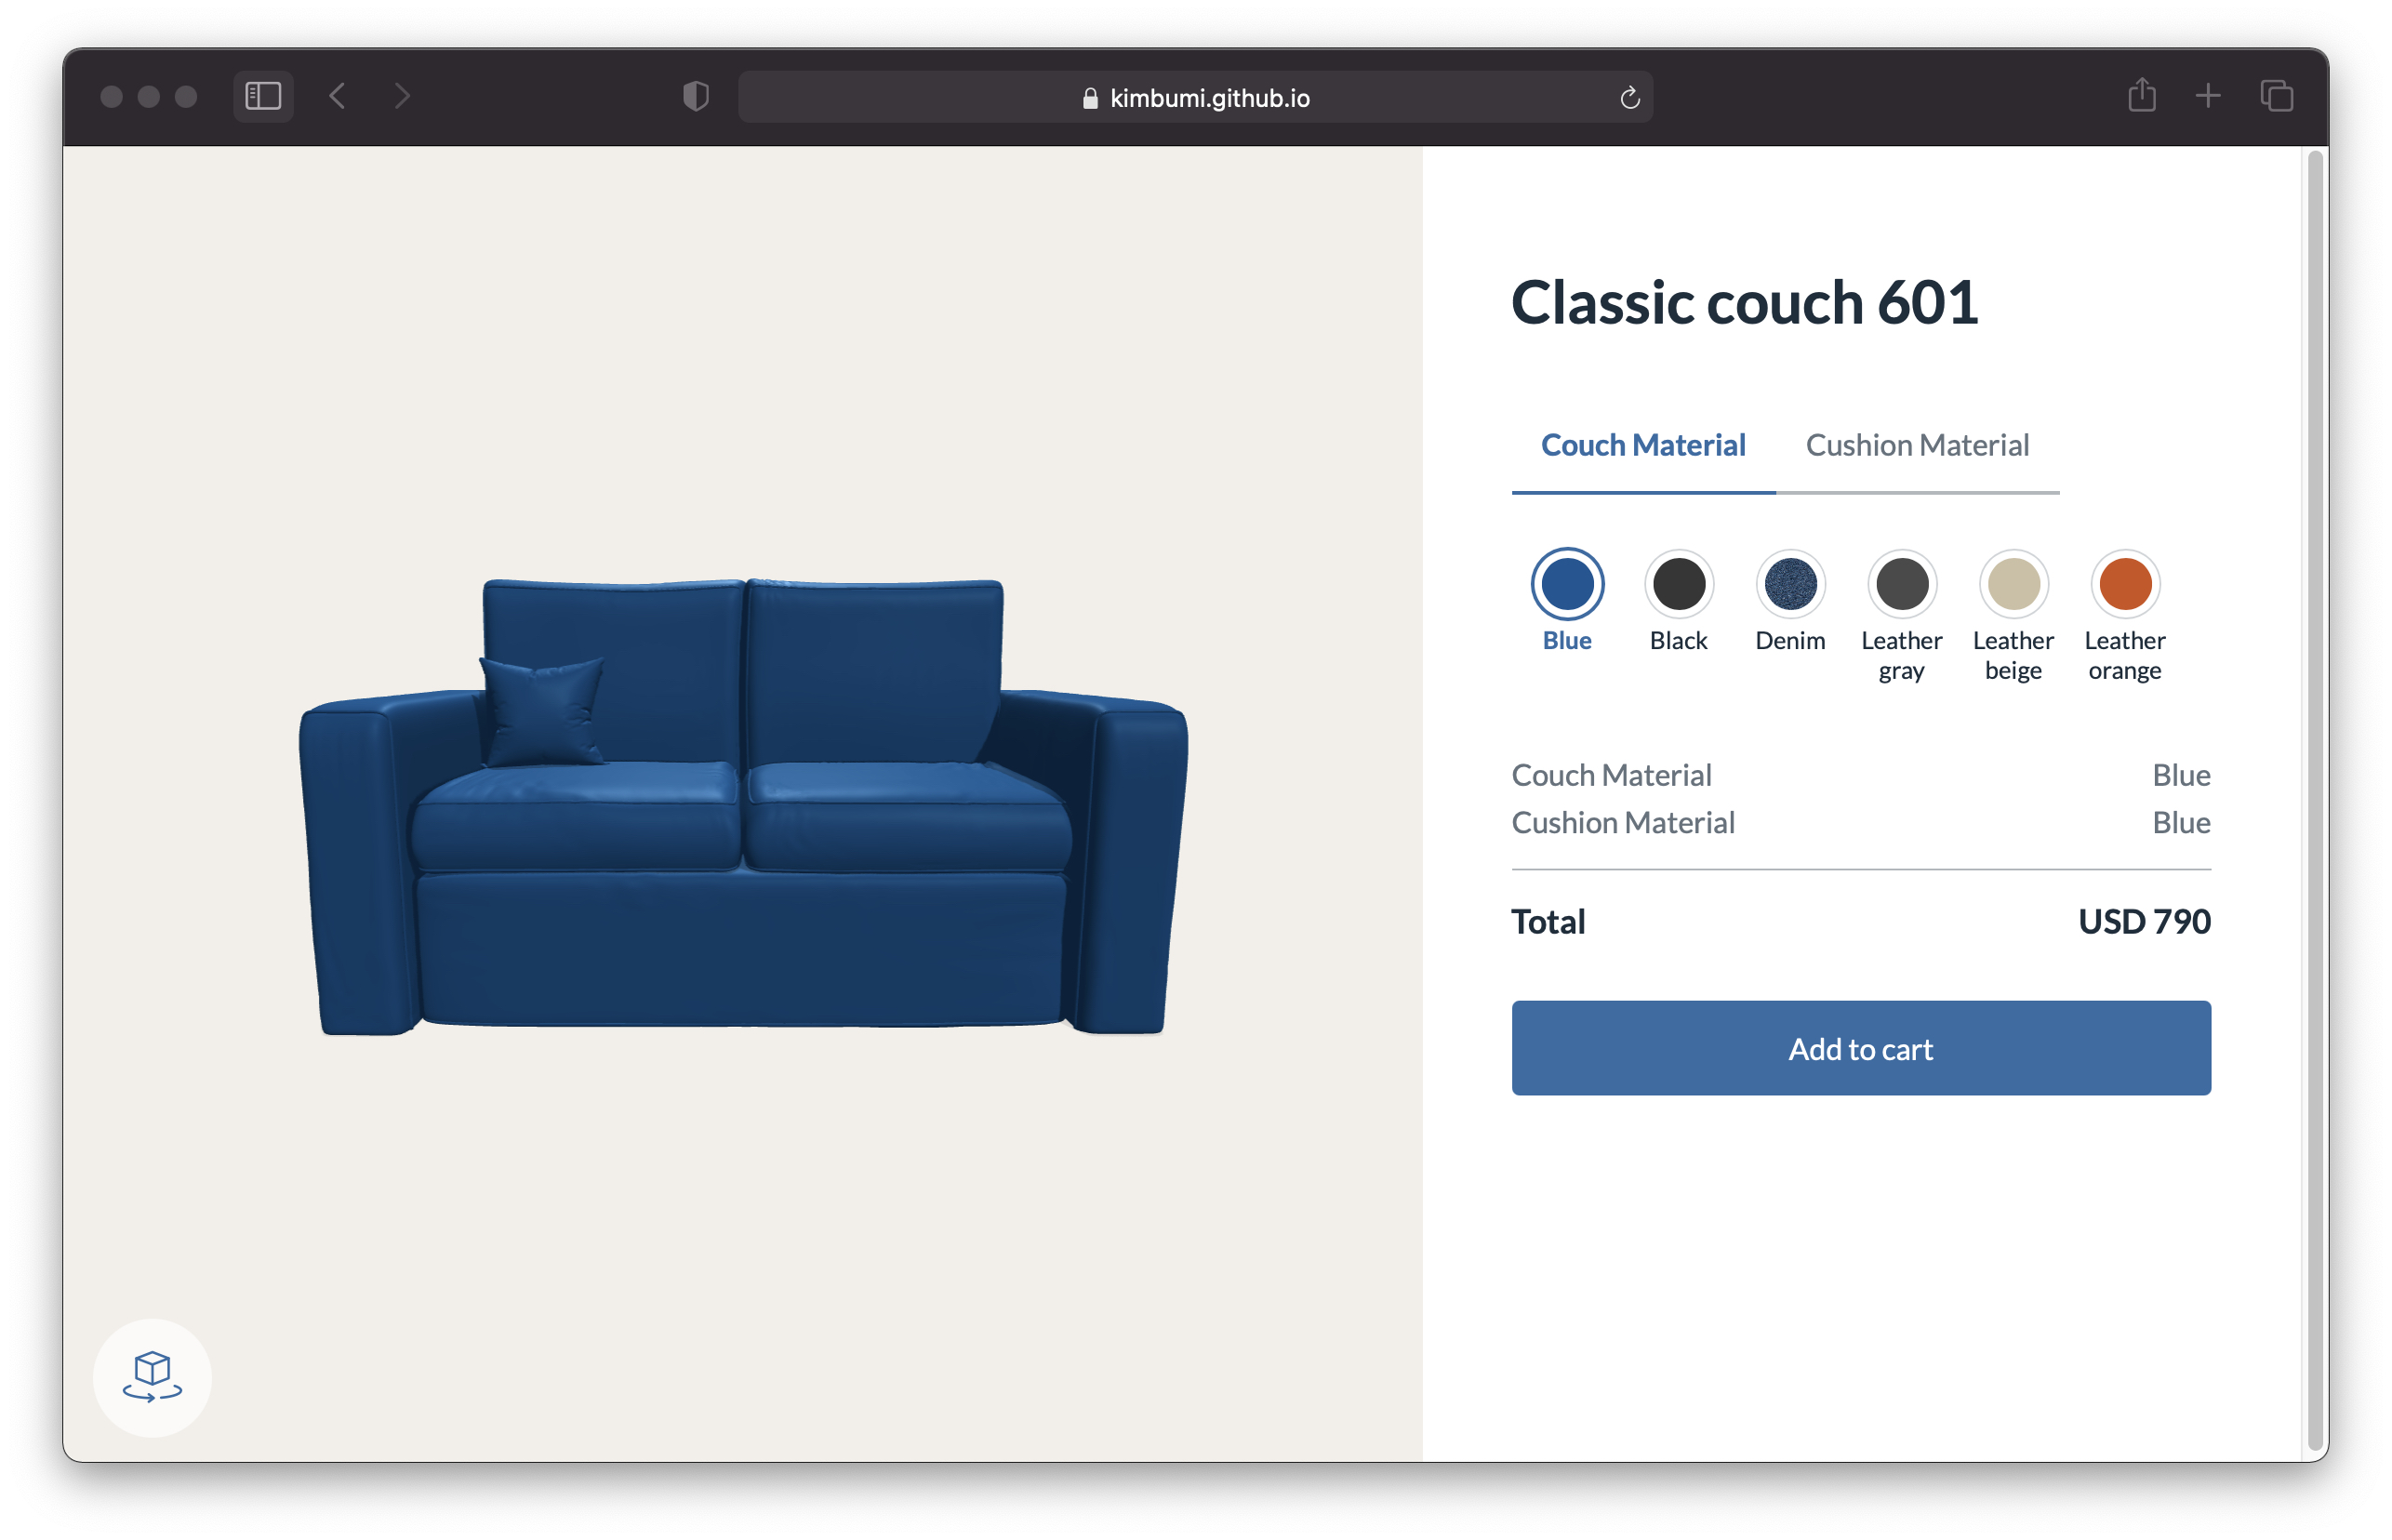 kimbumi.github.io
Classic couch 601
Couch Material Cushion Material
Blue Black Denim Leather gray Leather beige Leather orange
Couch Material Blue
Cushion Material Blue
Total USD 790
Add to cart